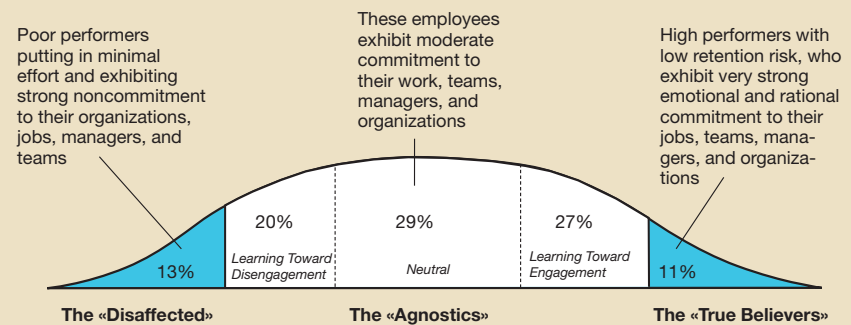 Poor performers
putting in minimal
effort and exhibiting
strong noncommitment
to their organizations,
jobs, managers, and
teams
These employees
exhibit moderate
commitment to
their work, teams,
managers, and
organizations
High performers with
low retention risk, who
exhibit very strong
emotional and rational
commitment to their
jobs, teams, mana-
gers, and organiza-
tions
13%
20%
Learning Toward
Disengagement
29%
Neutral
27%
Learning Toward
Engagement
11%
The «Disaffected»
The «Agnostics»
The «True Believers»